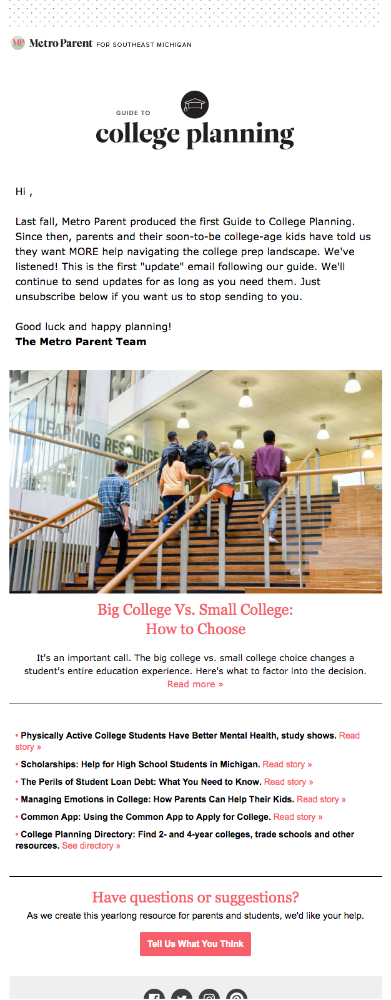 MP Metro Parent FOR SOUTHEAST MICHIGAN
GUIDE TO
college planning
Hi ,
Last fall, Metro Parent produced the first Guide to College Planning.
Since then, parents and their soon-to-be college-age kids have told us
they want MORE help navigating the college prep landscape. We've
listened! This is the first "update" email following our guide. We'll
continue to send updates for as long as you need them. Just
unsubscribe below if you want us to stop sending to you.
Good luck and happy planning!
The Metro Parent Team
LEARNING RESOURCE
Big College Vs. Small College:
How to Choose
It's an important call. The big college vs. small college choice changes a
student's entire education experience. Here's what to factor into the decision.
Read more »
• Physically Active College Students Have Better Mental Health, study shows. Read
story »
• Scholarships: Help for High School Students in Michigan. Read story »
• The Perils of Student Loan Debt: What You Need to Know. Read story »
• Managing Emotions in College: How Parents Can Help Their Kids. Read story »
• Common App: Using the Common App to Apply for College. Read story »
• College Planning Directory: Find 2- and 4-year colleges, trade schools and other
resources. See directory »
Have questions or suggestions?
As we create this yearlong resource for parents and students, we'd like your help.
Tell Us What You Think